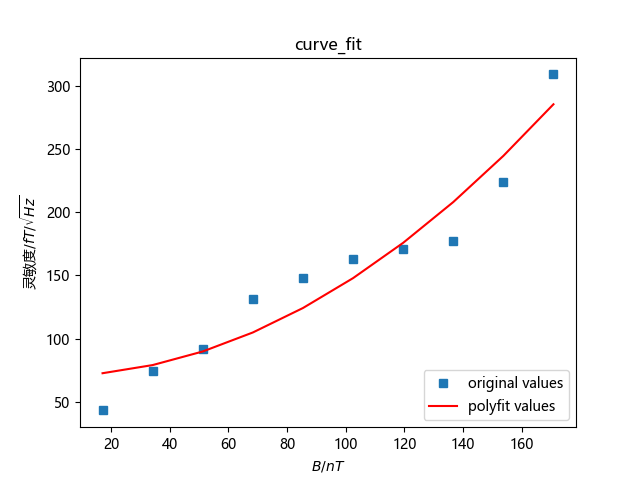 curve_fit
灵敏度/fT/√Hz
300
250
200
150
100
50
20 40 60 80 100 120 140 160
B/nT
original values
polyfit values